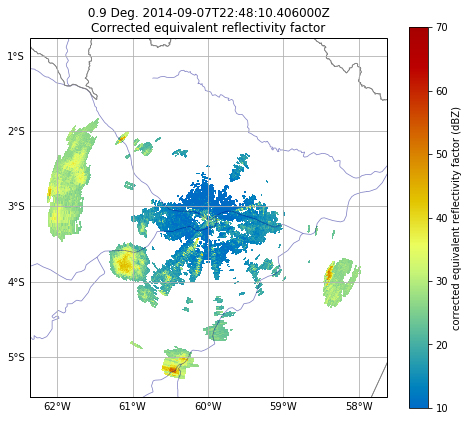 0.9 Deg. 2014-09-07T22:48:10.406000Z
Corrected equivalent reflectivity factor
1°S
2°S
3°S
4°S
5°S
62°W 61°W 60°W 59°W 58°W
70
60
50
40
30
20
10
corrected equivalent reflectivity factor (dBZ)